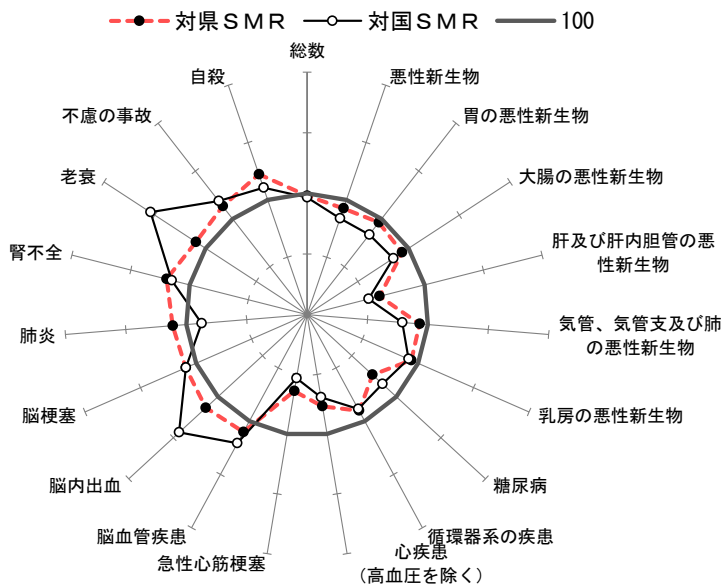 対県ＳＭＲ
対国ＳＭＲ
100
総数
悪性新生物
胃の悪性新生物
大腸の悪性新生物
肝及び肝内胆管の悪
性新生物
気管、気管支及び肺
の悪性新生物
乳房の悪性新生物
糖尿病
循環器系の疾患
心疾患
（高血圧を除く）
急性心筋梗塞
脳血管疾患
脳内出血
脳梗塞
肺炎
腎不全
老衰
不慮の事故
自殺